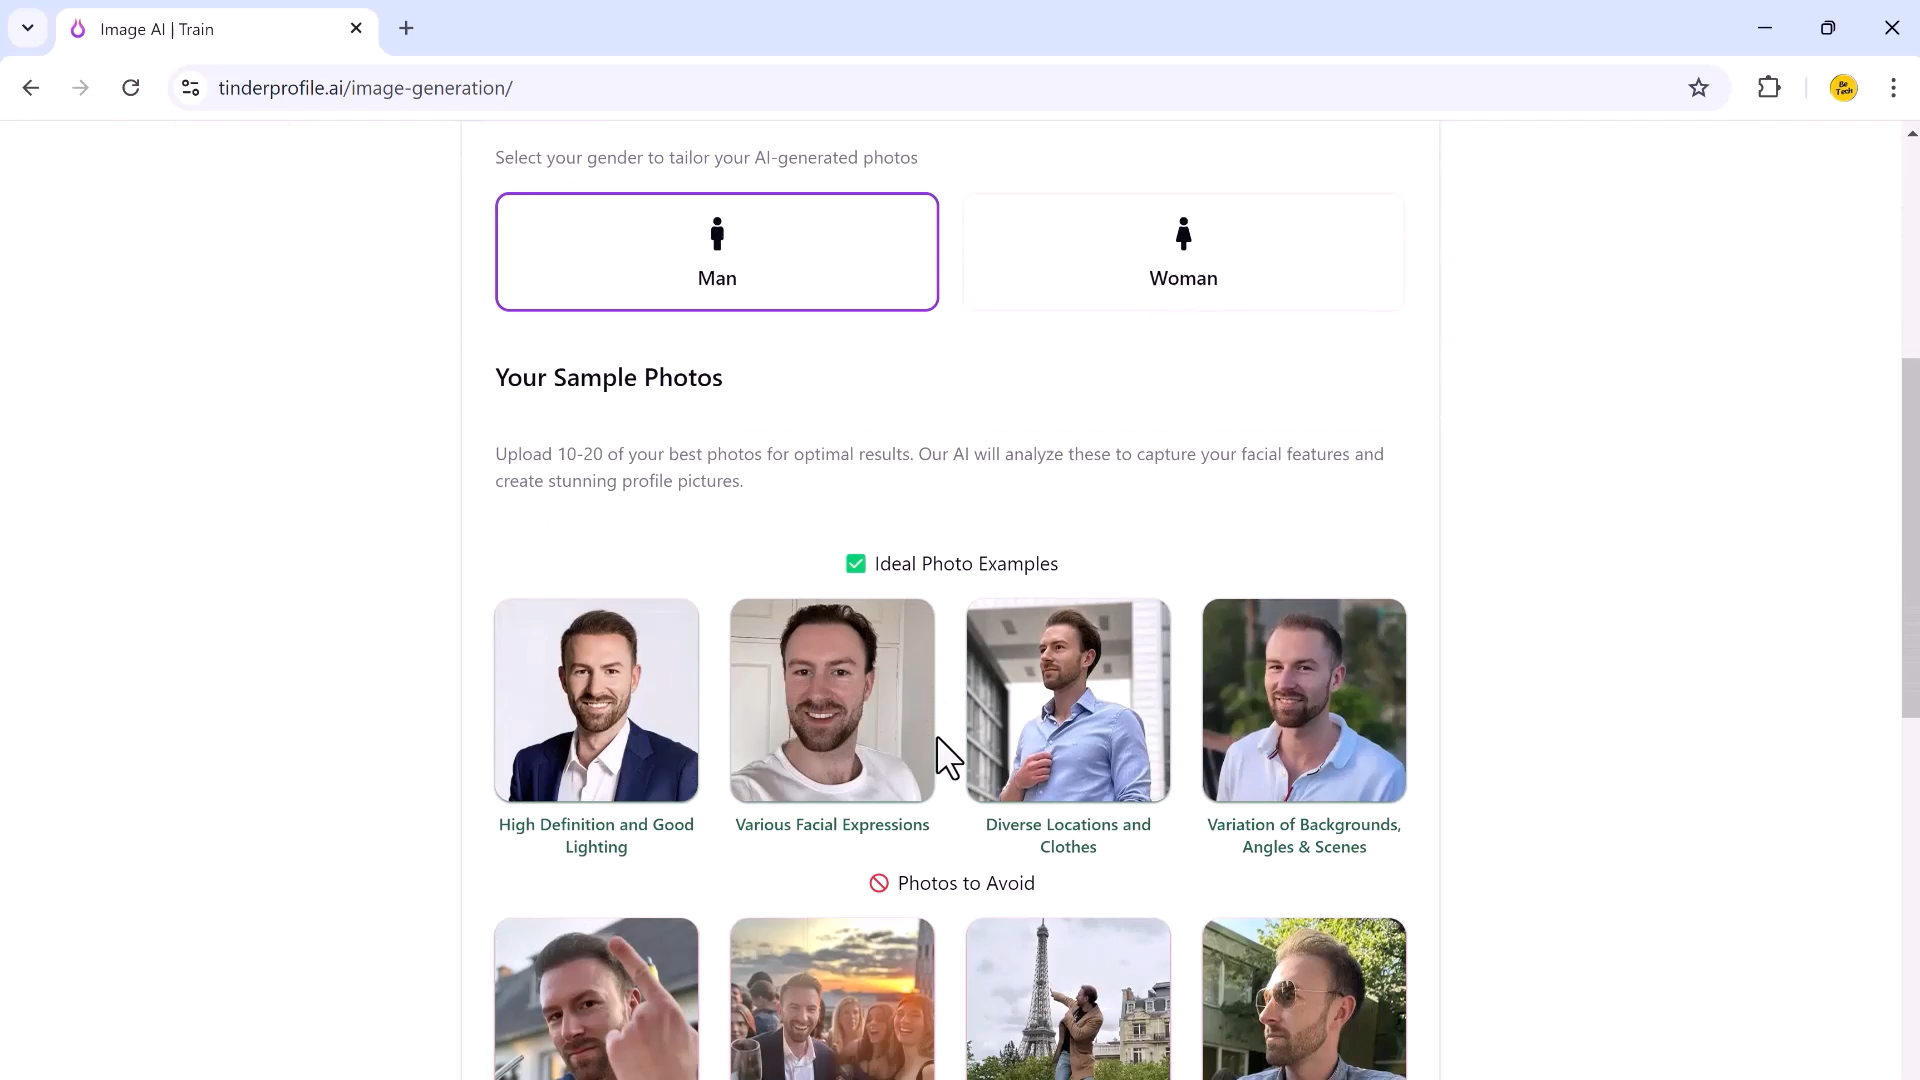 Image AI | Train
tinderprofile.ai/image-generation/
Be
Tech
Select your gender to tailor your AI-generated photos
Man
Woman
Your Sample Photos
Upload 10-20 of your best photos for optimal results. Our AI will analyze these to capture your facial features and
create stunning profile pictures.
Ideal Photo Examples
High Definition and Good
Lighting
Various Facial Expressions
Diverse Locations and
Clothes
Variation of Backgrounds,
Angles & Scenes
Photos to Avoid